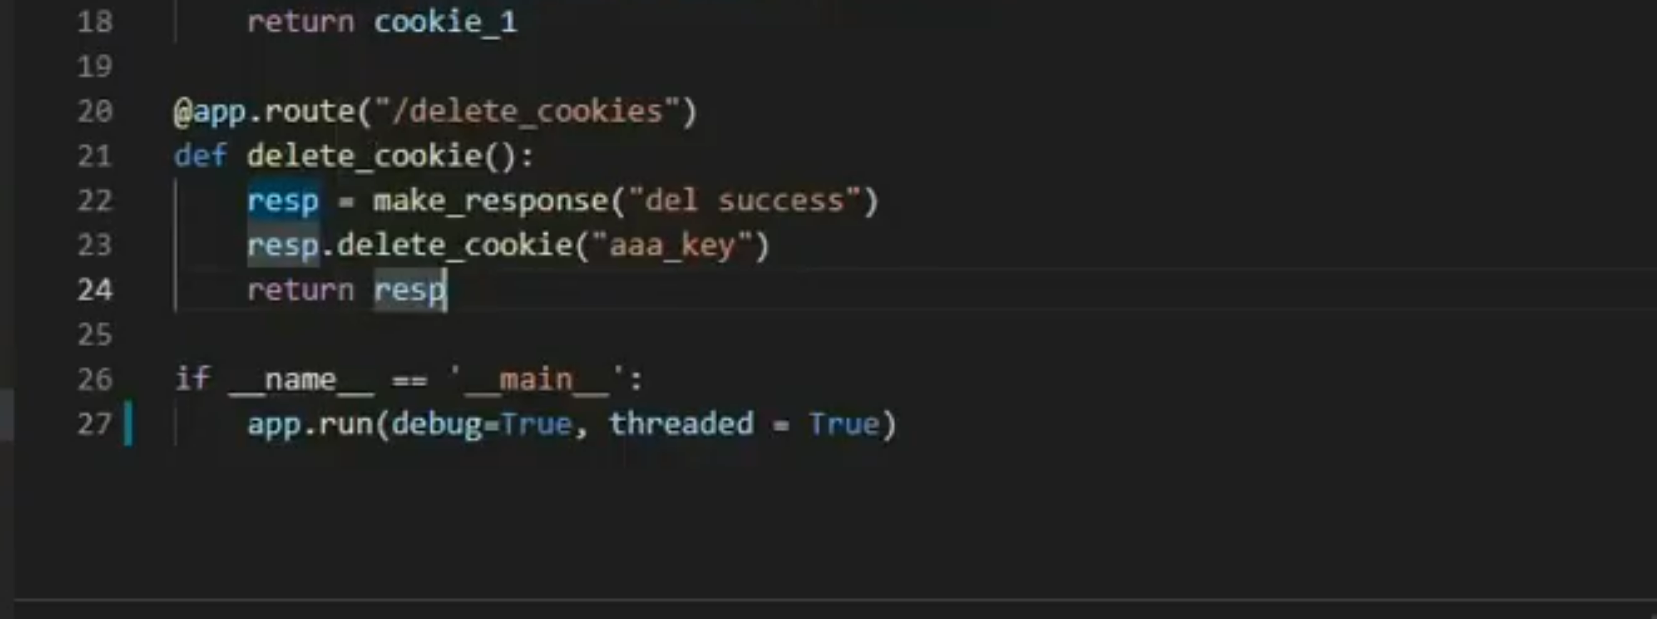 18 return cookie_1
19
20 @app.route("/delete_cookies")
21 def delete_cookie():
22 resp = make_response("del success")
23 resp.delete_cookie("aaa_key")
24 return resp
25
26 if __name__ == '__main__':
27 app.run(debug=True, threaded = True)